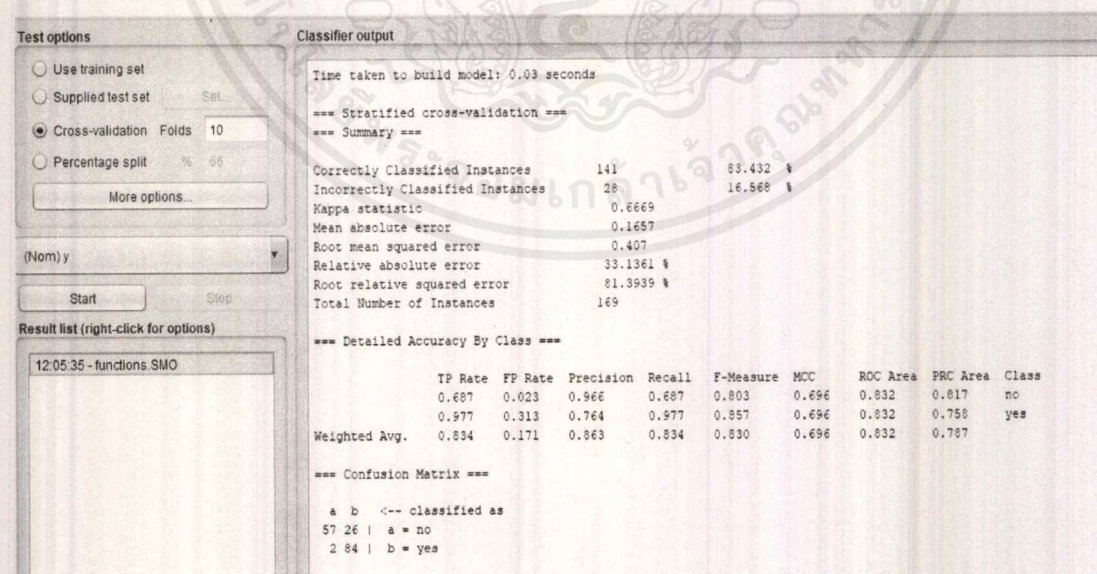 Test options
Use training set
Supplied test set Set...
Cross-validation Folds 10
Percentage split % 66
More options...
(Nom) y
Start Stop
Result list (right-click for options)
12:05:35 - functions.SMO
Classifier output
Time taken to build model: 0.03 seconds
=== Stratified cross-validation ===
=== Summary ===
Correctly Classified Instances 141 83.432 %
Incorrectly Classified Instances 28 16.568 %
Kappa statistic 0.6669
Mean absolute error 0.1657
Root mean squared error 0.407
Relative absolute error 33.1361 %
Root relative squared error 81.3939 %
Total Number of Instances 169
=== Detailed Accuracy By Class ===
TP Rate FP Rate Precision Recall F-Measure MCC ROC Area PRC Area Class
0.687 0.023 0.966 0.687 0.803 0.696 0.832 0.817 no
0.977 0.313 0.764 0.977 0.857 0.696 0.832 0.758 yes
Weighted Avg. 0.834 0.171 0.863 0.834 0.830 0.696 0.832 0.787
=== Confusion Matrix ===
a b <-- classified as
57 26 | a = no
2 84 | b = yes